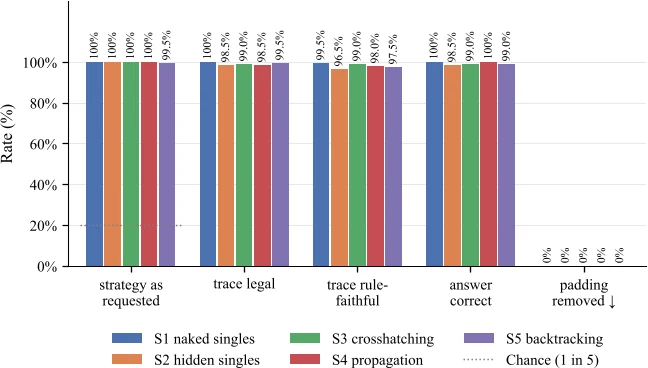 100% 100% 100% 100% 99.5% 100% 98.5% 99.0% 98.5% 99.5% 99.5% 96.5% 99.0% 98.0% 97.5% 100% 98.5% 99.0% 100% 99.0% 0% 0% 0% 0% 0%
Rate (%)
100%
80%
60%
40%
20%
0%
strategy as
requested
trace legal
trace rule-
faithful
answer
correct
padding
removed ↓
S1 naked singles
S2 hidden singles
S3 crosshatching
S4 propagation
S5 backtracking
Chance (1 in 5)